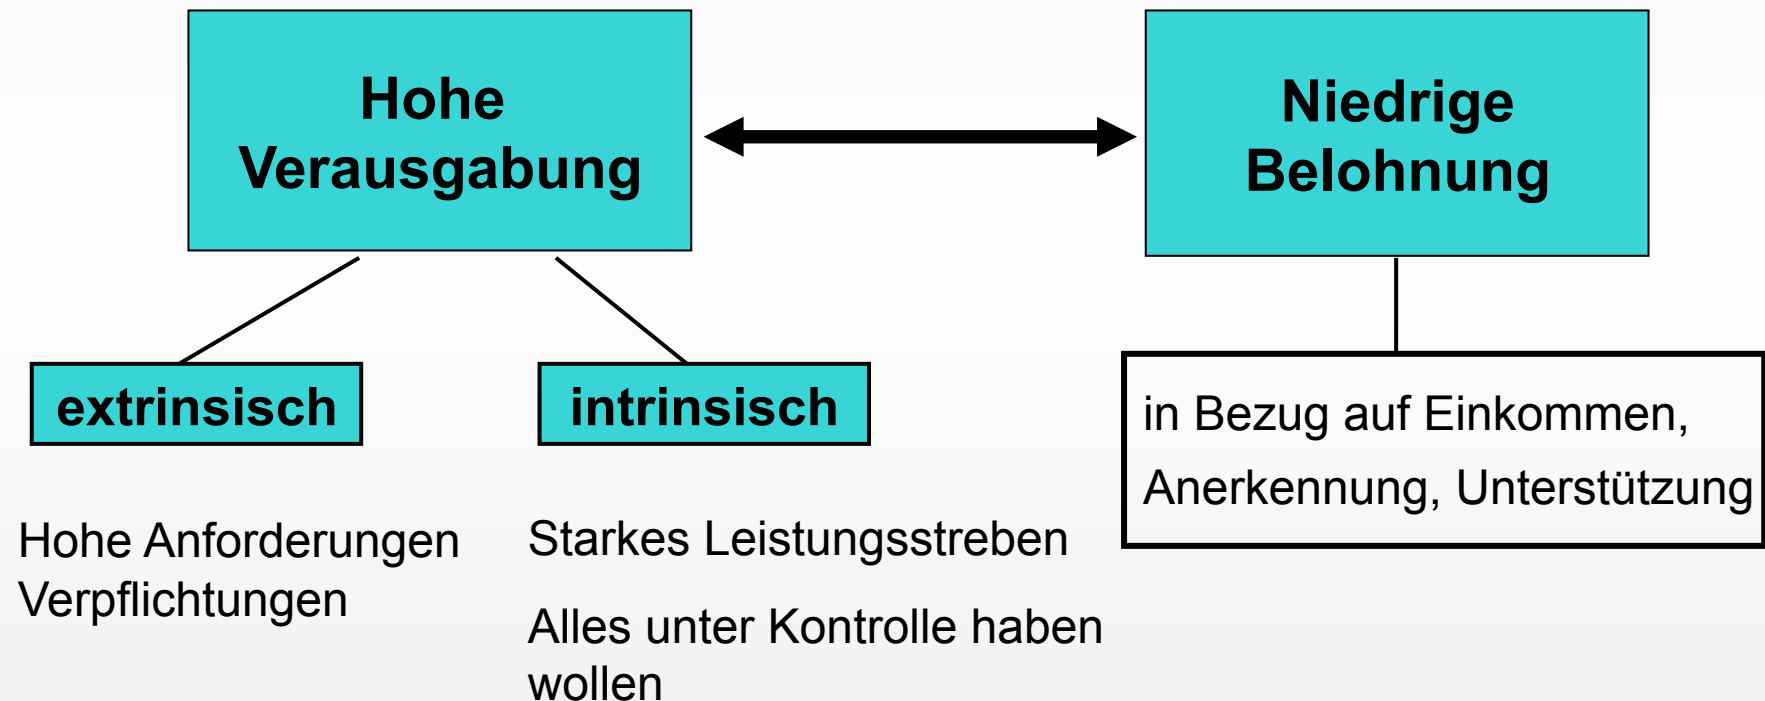 Hohe
Verausgabung
Niedrige
Belohnung
extrinsisch
intrinsisch
in Bezug auf Einkommen,
Anerkennung, Unterstützung
Hohe Anforderungen
Verpflichtungen
Starkes Leistungsstreben
Alles unter Kontrolle haben
wollen